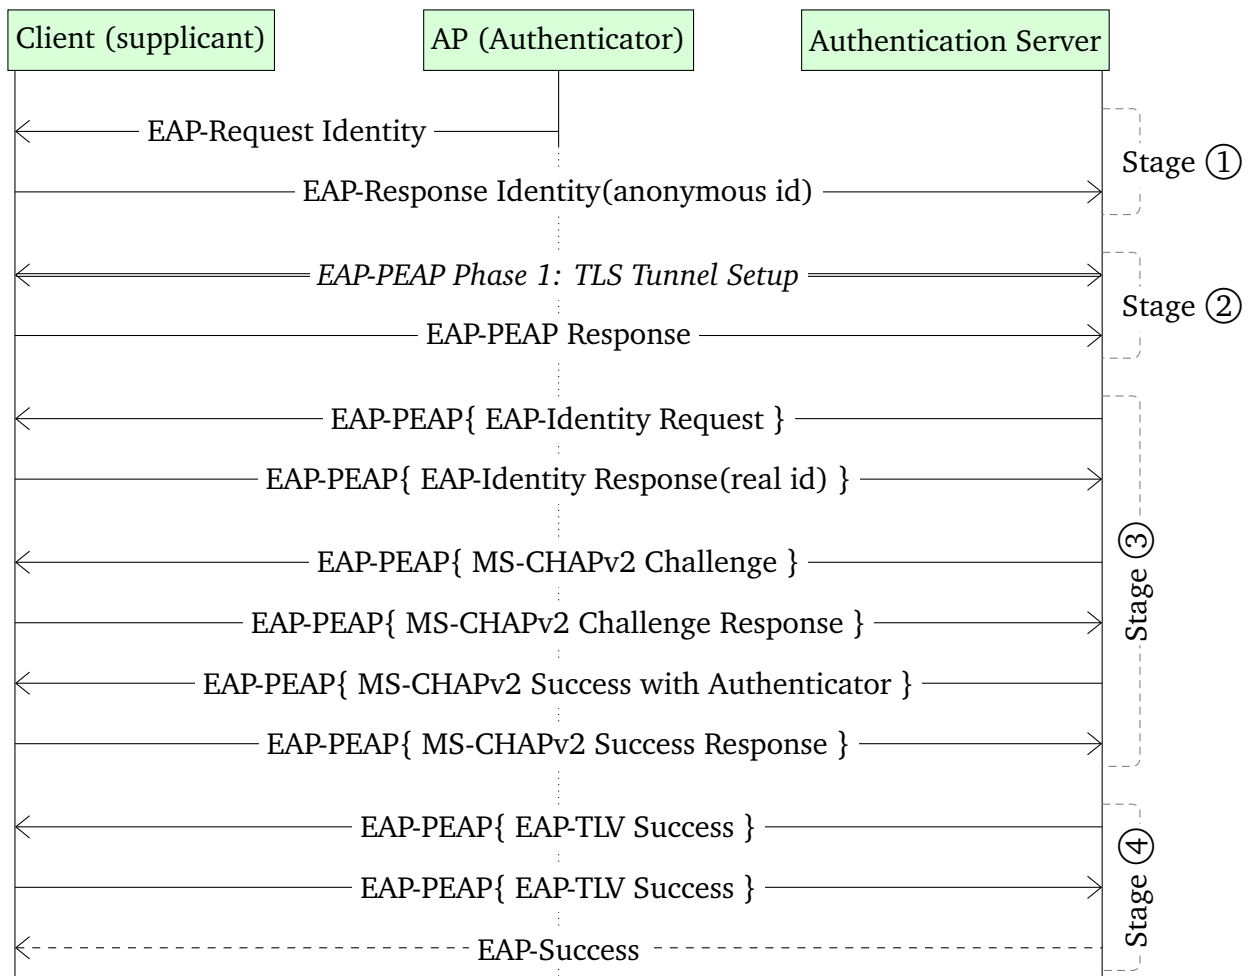 Client (supplicant)
AP (Authenticator)
Authentication Server
EAP-Request Identity
Stage ①
EAP-Response Identity(anonymous id)
EAP-PEAP Phase 1: TLS Tunnel Setup
Stage ②
EAP-PEAP Response
EAP-PEAP{ EAP-Identity Request }
EAP-PEAP{ EAP-Identity Response(real id) }
EAP-PEAP{ MS-CHAPv2 Challenge }
Stage ③
EAP-PEAP{ MS-CHAPv2 Challenge Response }
EAP-PEAP{ MS-CHAPv2 Success with Authenticator }
EAP-PEAP{ MS-CHAPv2 Success Response }
EAP-PEAP{ EAP-TLV Success }
Stage ④
EAP-PEAP{ EAP-TLV Success }
EAP-Success